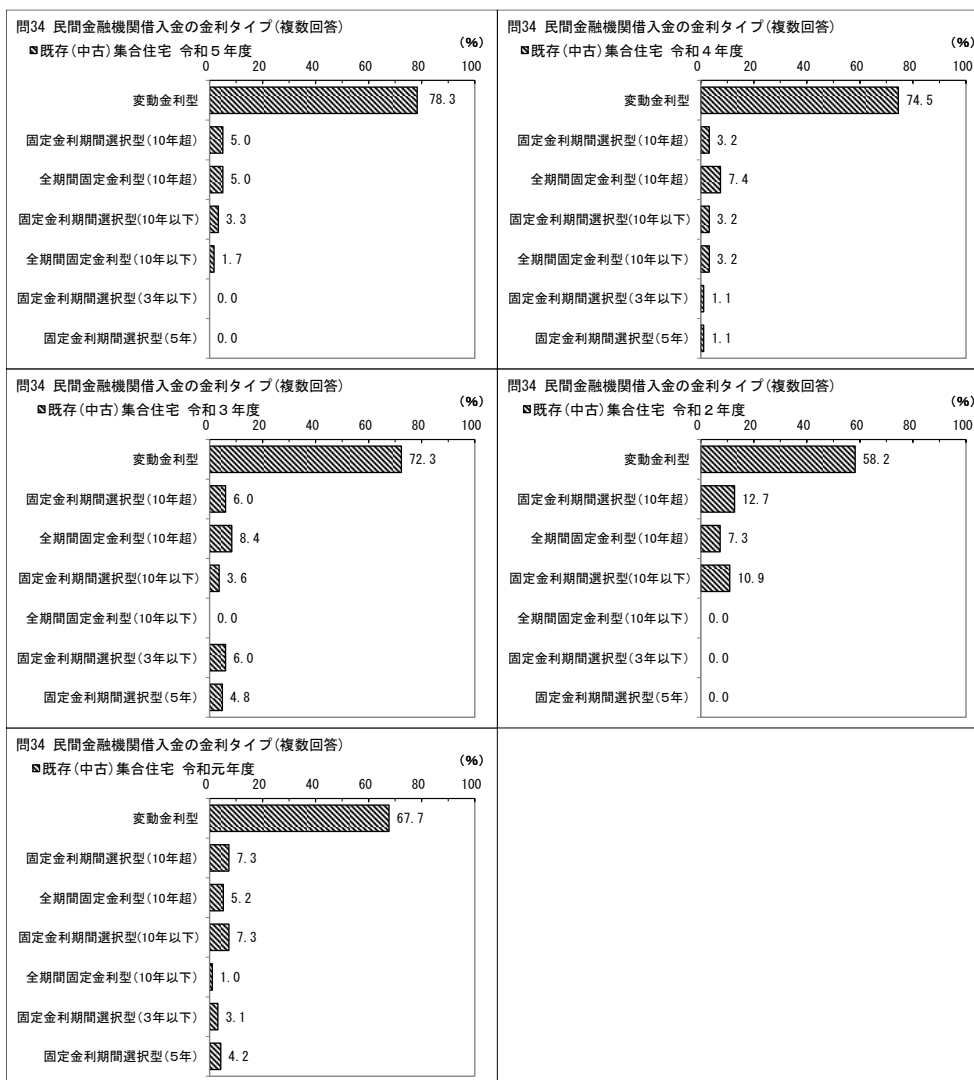 問34 民間金融機関借入金の金利タイプ(複数回答)
(%)
既存(中古)集合住宅 令和5年度
0 20 40 60 80 100
変動金利型 78.3
固定金利期間選択型(10年超) 5.0
全期間固定金利型(10年超) 5.0
固定金利期間選択型(10年以下) 3.3
全期間固定金利型(10年以下) 1.7
固定金利期間選択型(3年以下) 0.0
固定金利期間選択型(5年) 0.0
問34 民間金融機関借入金の金利タイプ(複数回答)
(%)
既存(中古)集合住宅 令和4年度
0 20 40 60 80 100
変動金利型 74.5
固定金利期間選択型(10年超) 3.2
全期間固定金利型(10年超) 7.4
固定金利期間選択型(10年以下) 3.2
全期間固定金利型(10年以下) 3.2
固定金利期間選択型(3年以下) 1.1
固定金利期間選択型(5年) 1.1
問34 民間金融機関借入金の金利タイプ(複数回答)
(%)
既存(中古)集合住宅 令和3年度
0 20 40 60 80 100
変動金利型 72.3
固定金利期間選択型(10年超) 6.0
全期間固定金利型(10年超) 8.4
固定金利期間選択型(10年以下) 3.6
全期間固定金利型(10年以下) 0.0
固定金利期間選択型(3年以下) 6.0
固定金利期間選択型(5年) 4.8
問34 民間金融機関借入金の金利タイプ(複数回答)
(%)
既存(中古)集合住宅 令和2年度
0 20 40 60 80 100
変動金利型 58.2
固定金利期間選択型(10年超) 12.7
全期間固定金利型(10年超) 7.3
固定金利期間選択型(10年以下) 10.9
全期間固定金利型(10年以下) 0.0
固定金利期間選択型(3年以下) 0.0
固定金利期間選択型(5年) 0.0
問34 民間金融機関借入金の金利タイプ(複数回答)
(%)
既存(中古)集合住宅 令和元年度
0 20 40 60 80 100
変動金利型 67.7
固定金利期間選択型(10年超) 7.3
全期間固定金利型(10年超) 5.2
固定金利期間選択型(10年以下) 7.3
全期間固定金利型(10年以下) 1.0
固定金利期間選択型(3年以下) 3.1
固定金利期間選択型(5年) 4.2